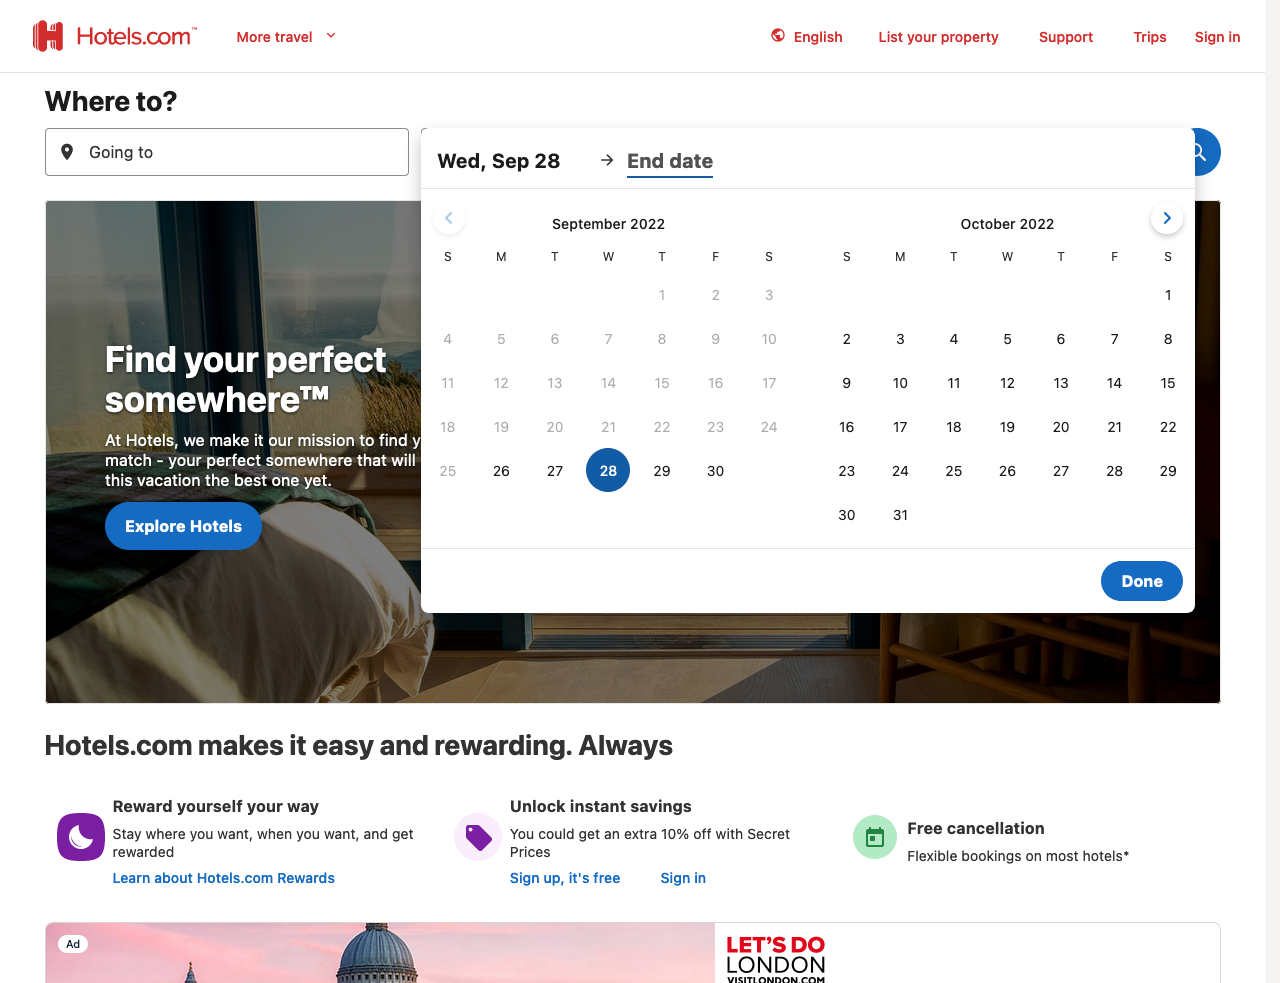 Hotels.com™
More travel
English
List your property
Support
Trips
Sign in
Where to?
Going to
Wed, Sep 28
End date
September 2022
S M T W T F S
1 2 3
4 5 6 7 8 9 10
11 12 13 14 15 16 17
18 19 20 21 22 23 24
25 26 27 28 29 30
October 2022
S M T W T F S
1
2 3 4 5 6 7 8
9 10 11 12 13 14 15
16 17 18 19 20 21 22
23 24 25 26 27 28 29
30 31
Done
Find your perfect
somewhere™
At Hotels, we make it our mission to find y
match - your perfect somewhere that will
this vacation the best one yet.
Explore Hotels
Hotels.com makes it easy and rewarding. Always
Reward yourself your way
Stay where you want, when you want, and get
rewarded
Learn about Hotels.com Rewards
Unlock instant savings
You could get an extra 10% off with Secret
Prices
Sign up, it's free
Sign in
Free cancellation
Flexible bookings on most hotels*
Ad
LET'S DO
LONDON
VISITLONDON.COM